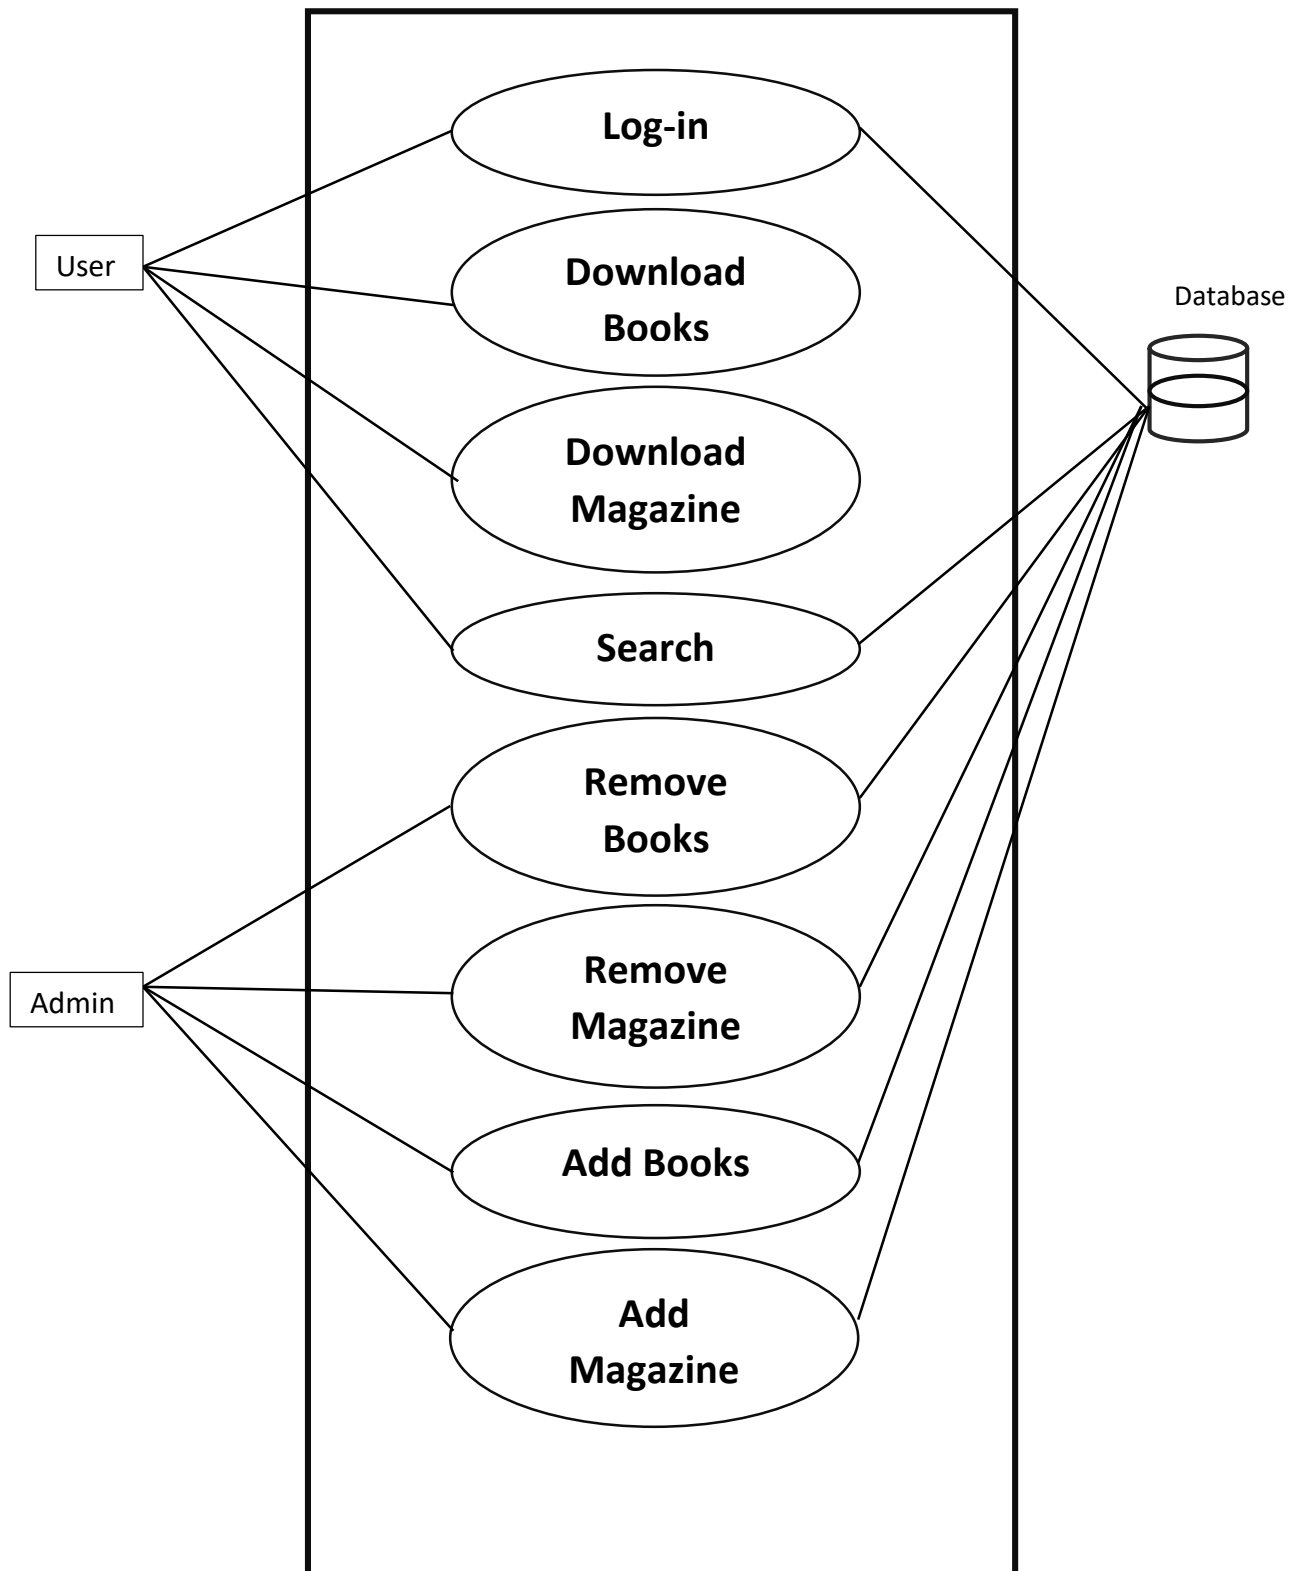 Log-in
User
Download
Books
Database
Download
Magazine
Search
Remove
Books
Admin
Remove
Magazine
Add Books
Add
Magazine